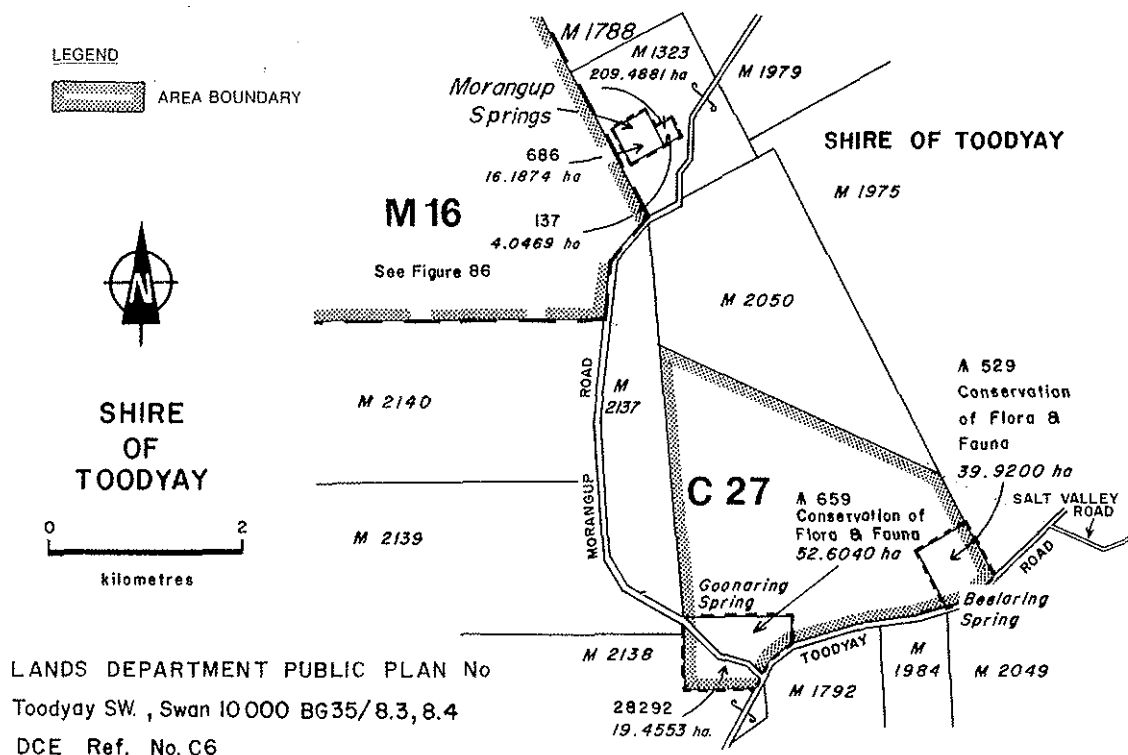 LEGEND
AREA BOUNDARY
M 1788
M 1323
209.4881 ha
M 1979
Morangup
Springs
686
16.1874 ha
SHIRE OF TOODYAY
M 1975
M 16
137
4.0469 ha
See Figure 86
N
M 2050
SHIRE
OF
TOODYAY
M 2140
ROAD
M
2137
A 529
Conservation
of Flora &
Fauna
39.9200 ha
C 27
A 659
Conservation of
Flora & Fauna
52.6040 ha
SALT VALLEY
ROAD
0 2
kilometres
M 2139
MORANGUP
ROAD
Goonaring
Spring
Beelaring
Spring
TOODYAY
M 2138
M
1984
M 2049
M 1792
28292
19.4553 ha.
LANDS DEPARTMENT PUBLIC PLAN No
Toodyay SW. , Swan 10000 BG35/8.3, 8.4
DCE Ref. No. C6